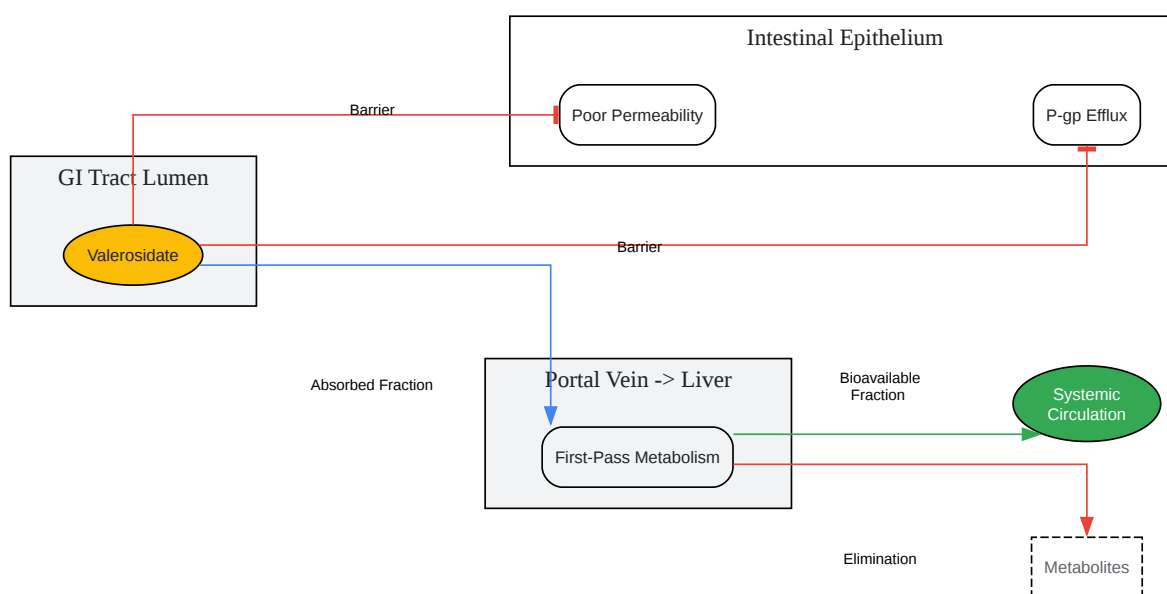 Intestinal Epithelium
Barrier
Poor Permeability
P-gp Efflux
GI Tract Lumen
Valerosidate
Barrier
Absorbed Fraction
Portal Vein -> Liver
First-Pass Metabolism
Bioavailable
Fraction
Systemic
Circulation
Elimination
Metabolites